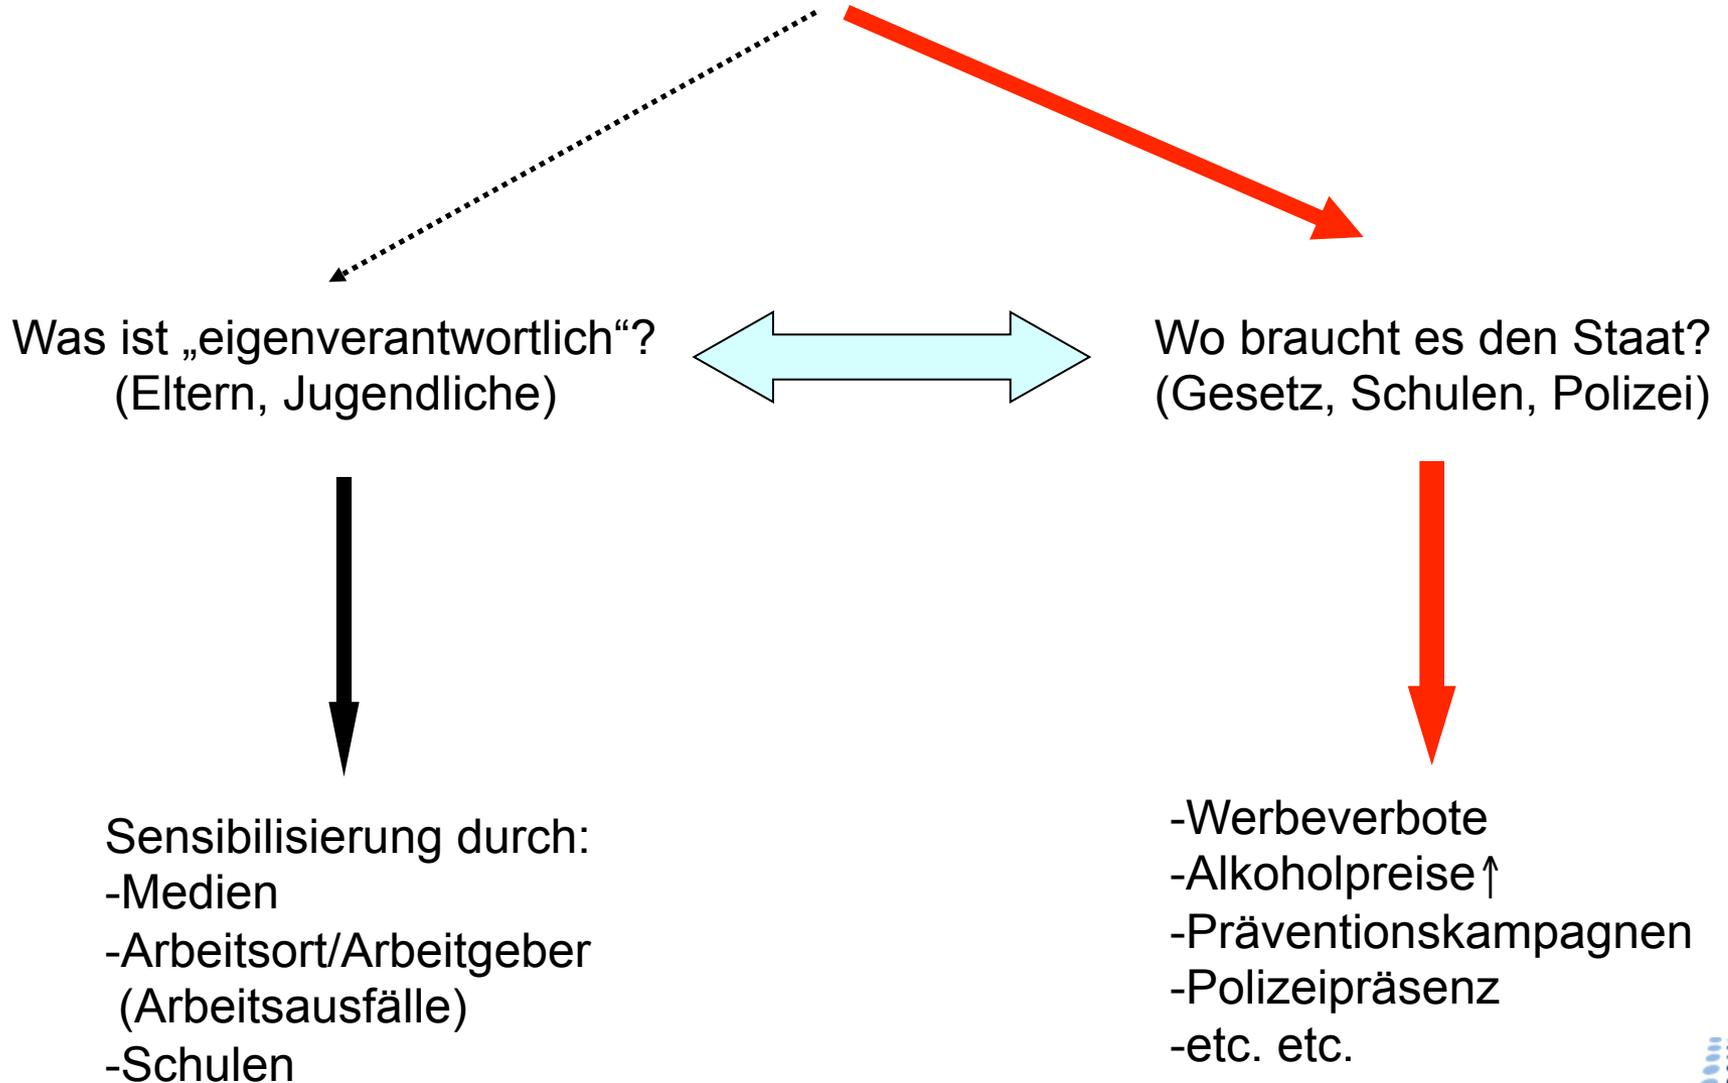 Was ist „eigenverantwortlich“?
(Eltern, Jugendliche)
Wo braucht es den Staat?
(Gesetz, Schulen, Polizei)
Sensibilisierung durch:
-Medien
-Arbeitsort/Arbeitgeber
(Arbeitsausfälle)
-Schulen
-Werbeverbote
-Alkoholpreise↑
-Präventionskampagnen
-Polizeipräsenz
-etc. etc.